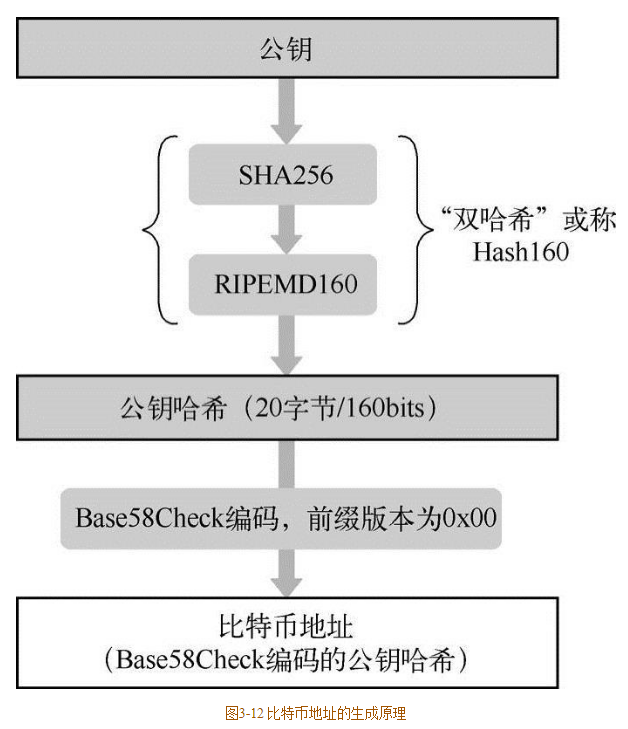 公钥
SHA256
RIPEMD160
“双哈希”或称
Hash160
公钥哈希（20字节/160bits）
Base58Check编码，前缀版本为0x00
比特币地址
（Base58Check编码的公钥哈希）
图3-12 比特币地址的生成原理